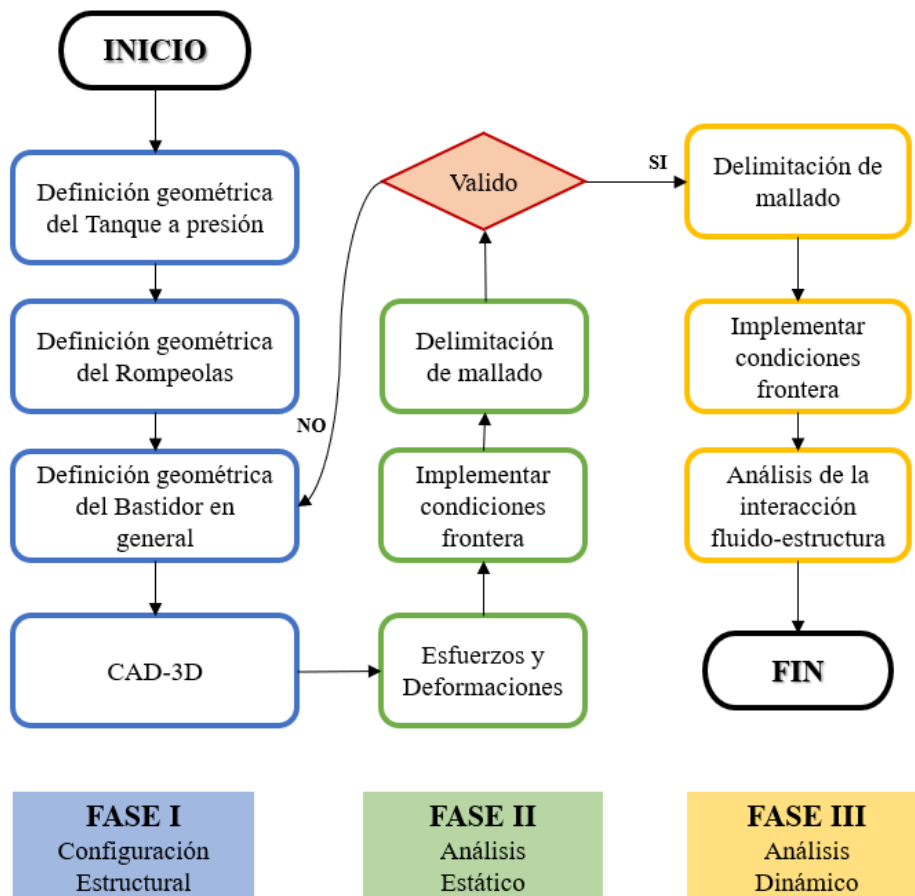 INICIO
Definición geométrica
del Tanque a presión
Definición geométrica
del Rompeolas
Definición geométrica
del Bastidor en
general
CAD-3D
NO
Valido
SI
Delimitación
de mallado
Implementar
condiciones
frontera
Esfuerzos y
Deformaciones
Delimitación de
mallado
Implementar
condiciones
frontera
Análisis de la
interacción
fluido-estructura
FIN
FASE I
Configuración
Estructural
FASE II
Análisis
Estático
FASE III
Análisis
Dinámico